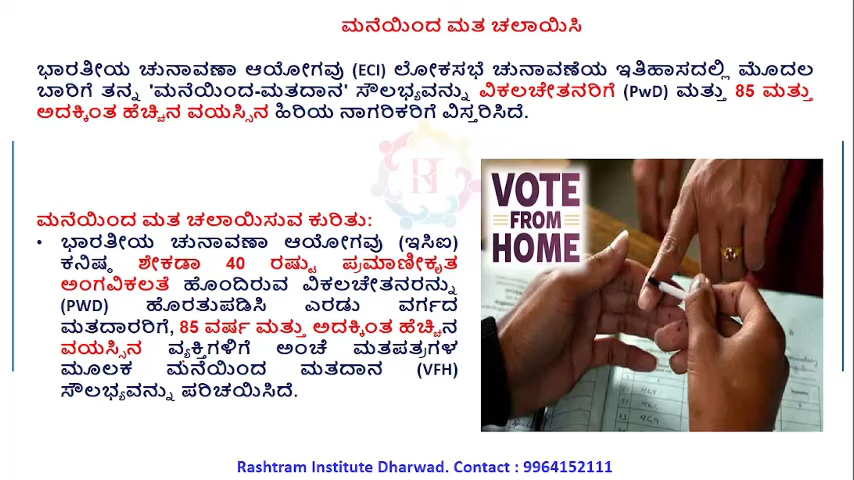 ಮನೆಯಿಂದ ಮತ ಚಲಾಯಿಸಿ
ಭಾರತೀಯ ಚುನಾವಣಾ ಆಯೋಗವು (ECI) ಲೋಕಸಭೆ ಚುನಾವಣೆಯ ಇತಿಹಾಸದಲ್ಲಿ ಮೊದಲ
ಬಾರಿಗೆ ತನ್ನ 'ಮನೆಯಿಂದ-ಮತದಾನ' ಸೌಲಭ್ಯವನ್ನು ವಿಕಲಚೇತನರಿಗೆ (PwD) ಮತ್ತು 85 ಮತ್ತು
ಅದಕ್ಕಿಂತ ಹೆಚ್ಚಿನ ವಯಸ್ಸಿನ ಹಿರಿಯ ನಾಗರಿಕರಿಗೆ ವಿಸ್ತರಿಸಿದೆ.
VOTE
FROM
HOME
ಮನೆಯಿಂದ ಮತ ಚಲಾಯಿಸುವ ಕುರಿತು:
• ಭಾರತೀಯ ಚುನಾವಣಾ ಆಯೋಗವು (ಇಸಿಐ)
ಕನಿಷ್ಠ ಶೇಕಡಾ 40 ರಷ್ಟು ಪ್ರಮಾಣೀಕೃತ
ಅಂಗವಿಕಲತೆ ಹೊಂದಿರುವ ವಿಕಲಚೇತನರನ್ನು
(PWD) ಹೊರತುಪಡಿಸಿ ಎರಡು ವರ್ಗದ
ಮತದಾರರಿಗೆ, 85 ವರ್ಷ ಮತ್ತು ಅದಕ್ಕಿಂತ ಹೆಚ್ಚಿನ
ವಯಸ್ಸಿನ ವ್ಯಕ್ತಿಗಳಿಗೆ ಅಂಚೆ ಮತಪತ್ರಗಳ
ಮೂಲಕ ಮನೆಯಿಂದ ಮತದಾನ (VFH)
ಸೌಲಭ್ಯವನ್ನು ಪರಿಚಯಿಸಿದೆ.
Rashtram Institute Dharwad. Contact : 9964152111